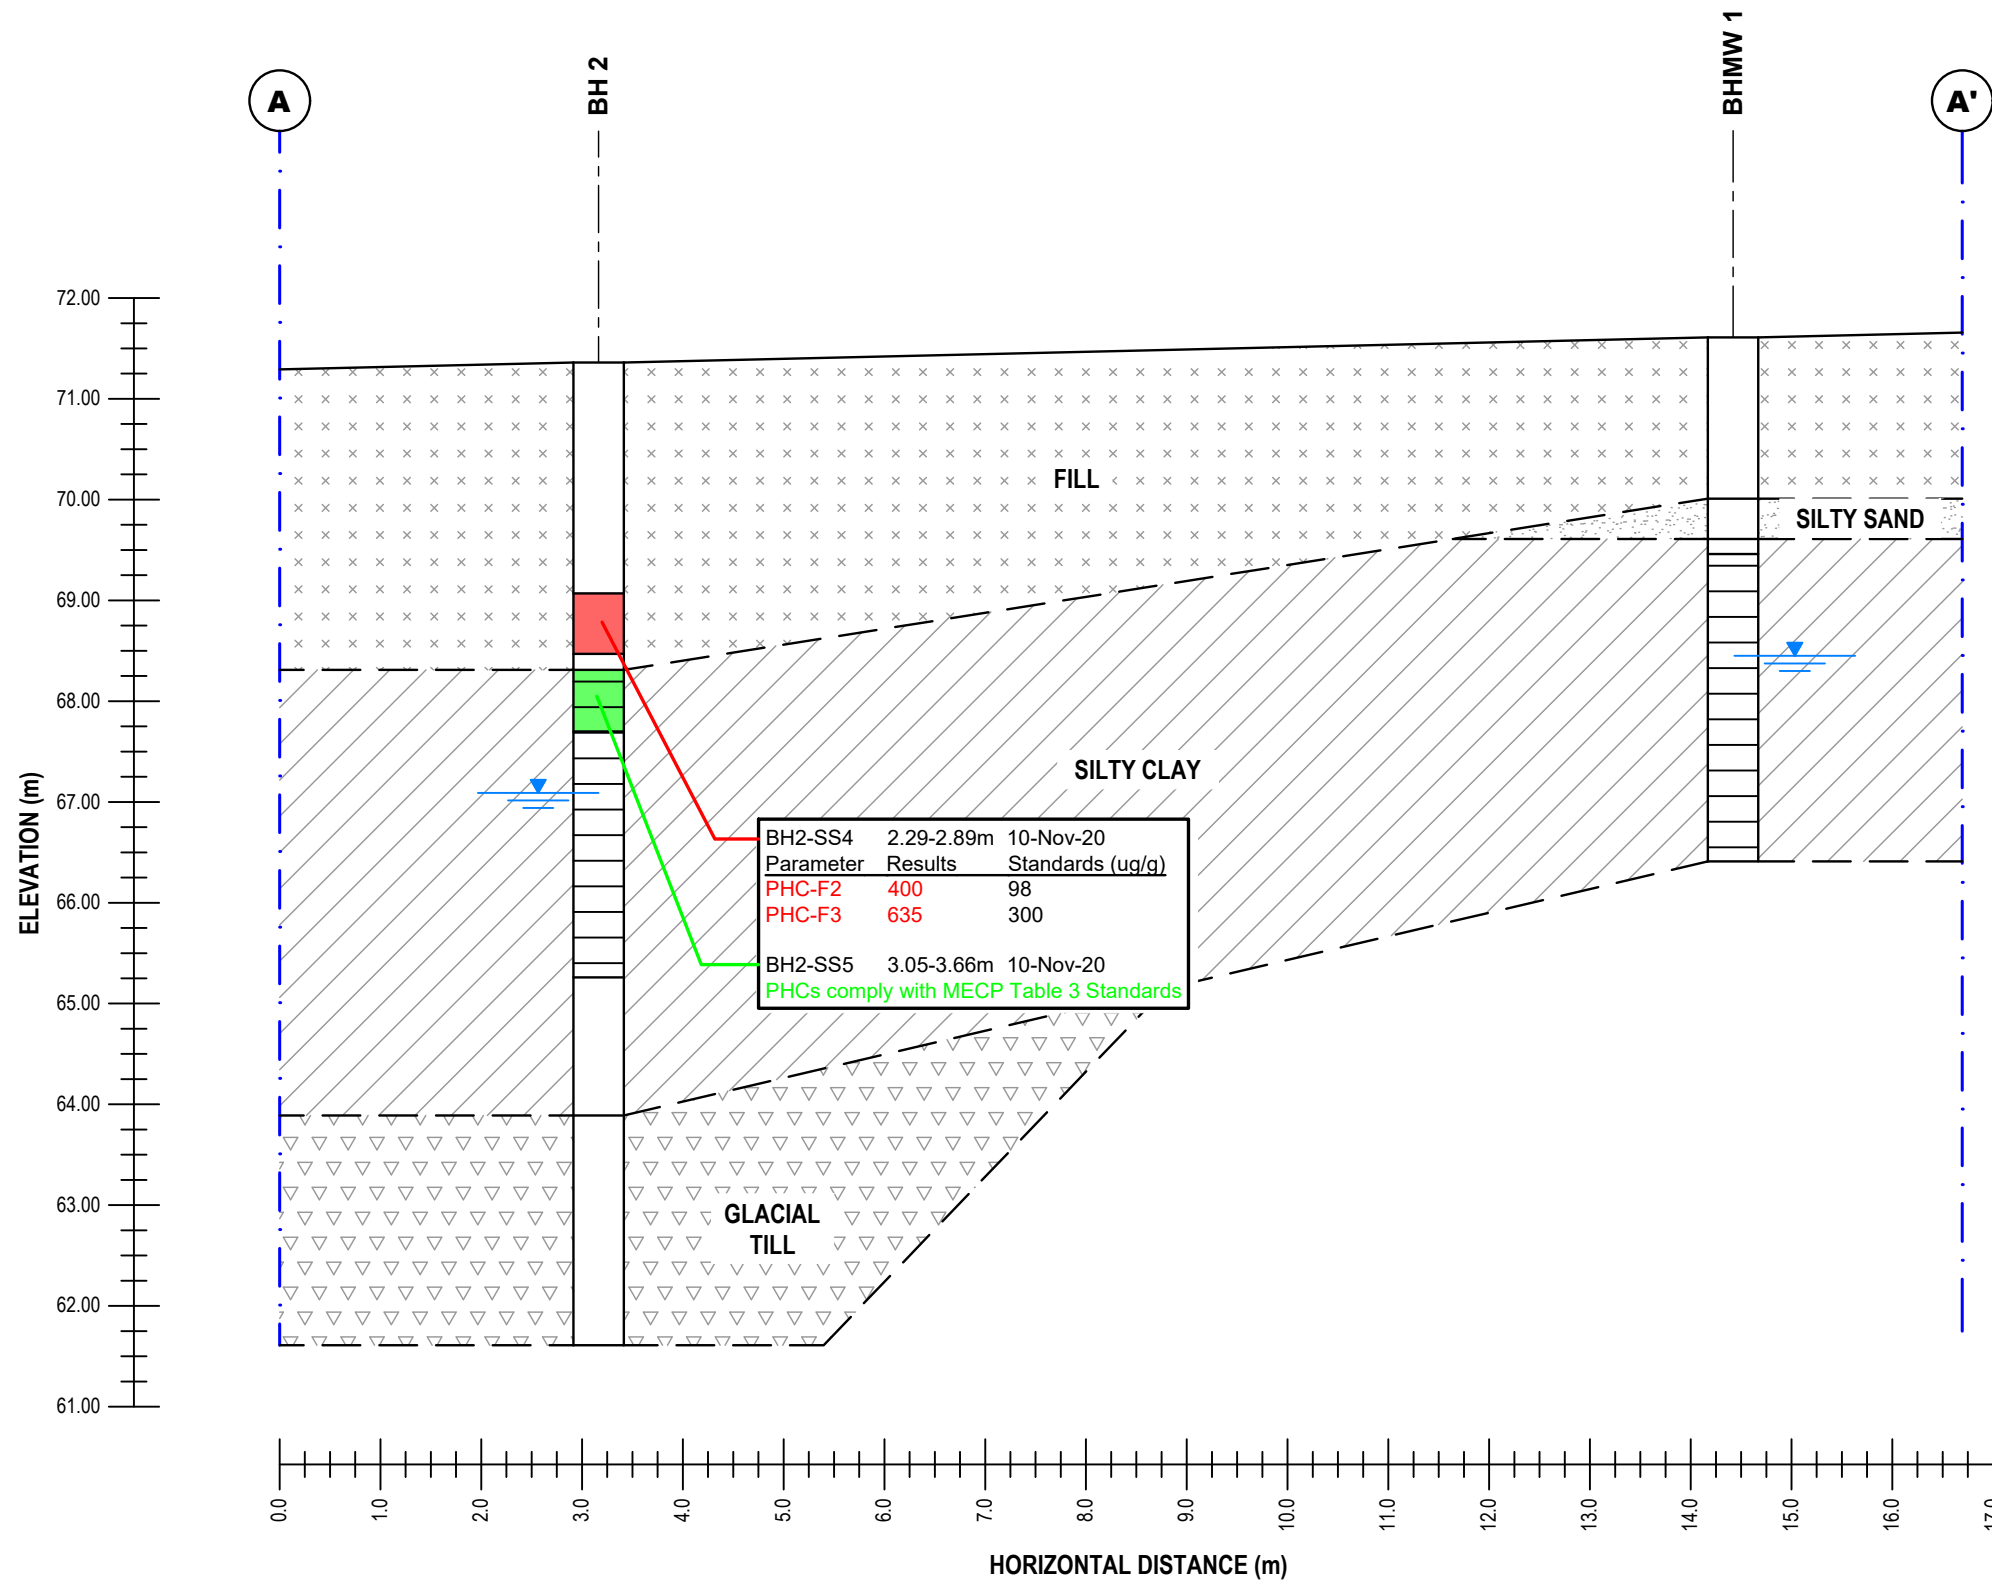 BH 2
BHMW 1
A
A'
72.00
71.00
70.00
69.00
68.00
67.00
66.00
65.00
64.00
63.00
62.00
61.00
ELEVATION (m)
FILL
SILTY SAND
SILTY CLAY
BH2-SS4 2.29-2.89m 10-Nov-20
Parameter Results Standards (ug/g)
PHC-F2 400 98
PHC-F3 635 300
BH2-SS5 3.05-3.66m 10-Nov-20
PHCs comply with MECP Table 3 Standards
GLACIAL
TILL
0.0 1.0 2.0 3.0 4.0 5.0 6.0 7.0 8.0 9.0 10.0 11.0 12.0 13.0 14.0 15.0 16.0 17.0
HORIZONTAL DISTANCE (m)